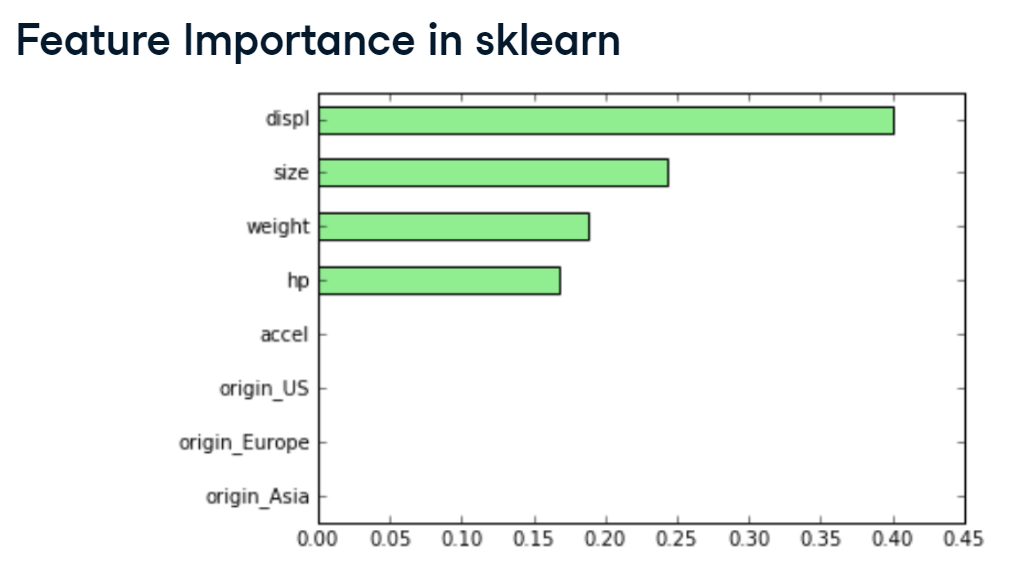 Feature Importance in sklearn
displ
size
weight
hp
accel
origin_US
origin_Europe
origin_Asia
0.00 0.05 0.10 0.15 0.20 0.25 0.30 0.35 0.40 0.45